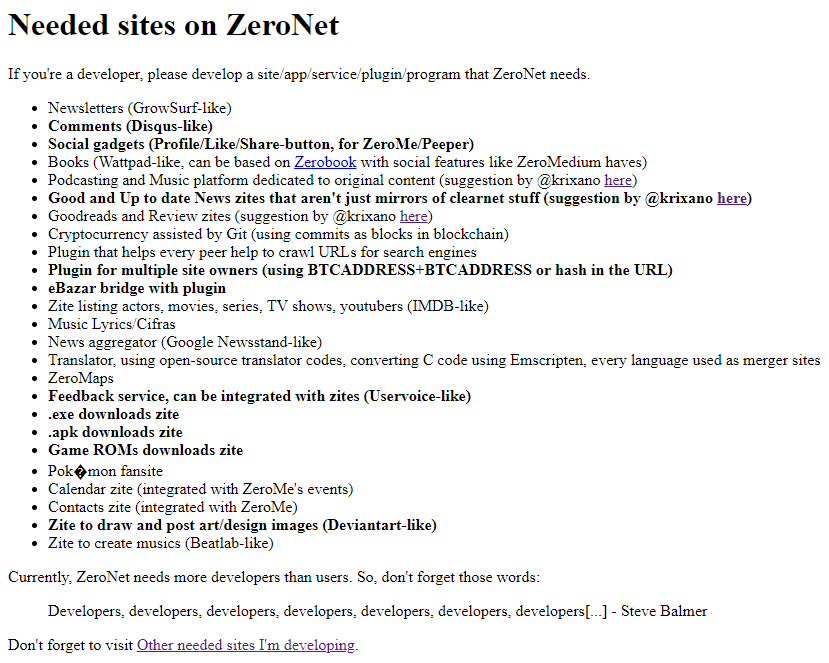 Needed sites on ZeroNet
If you're a developer, please develop a site/app/service/plugin/program that ZeroNet needs.
• Newsletters (GrowSurf-like)
• Comments (Disqus-like)
• Social gadgets (Profile/Like/Share-button, for ZeroMe/Peeper)
• Books (Wattpad-like, can be based on Zerobook with social features like ZeroMedium haves)
• Podcasting and Music platform dedicated to original content (suggestion by @krixano here)
• Good and Up to date News zites that aren't just mirrors of clearnet stuff (suggestion by @krixano here)
• Goodreads and Review zites (suggestion by @krixano here)
• Cryptocurrency assisted by Git (using commits as blocks in blockchain)
• Plugin that helps every peer help to crawl URLs for search engines
• Plugin for multiple site owners (using BTCADDRESS+BTCADDRESS or hash in the URL)
• eBazar bridge with plugin
• Zite listing actors, movies, series, TV shows, youtubers (IMDB-like)
• Music Lyrics/Cifras
• News aggregator (Google Newsstand-like)
• Translator, using open-source translator codes, converting C code using Emscripten, every language used as merger sites
• ZeroMaps
• Feedback service, can be integrated with zites (Uservoice-like)
• .exe downloads zite
• .apk downloads zite
• Game ROMs downloads zite
• Pok�mon fansite
• Calendar zite (integrated with ZeroMe's events)
• Contacts zite (integrated with ZeroMe)
• Zite to draw and post art/design images (Deviantart-like)
• Zite to create musics (Beatlab-like)
Currently, ZeroNet needs more developers than users. So, don't forget those words:
Developers, developers, developers, developers, developers, developers, developers[...] - Steve Balmer
Don't forget to visit Other needed sites I'm developing.